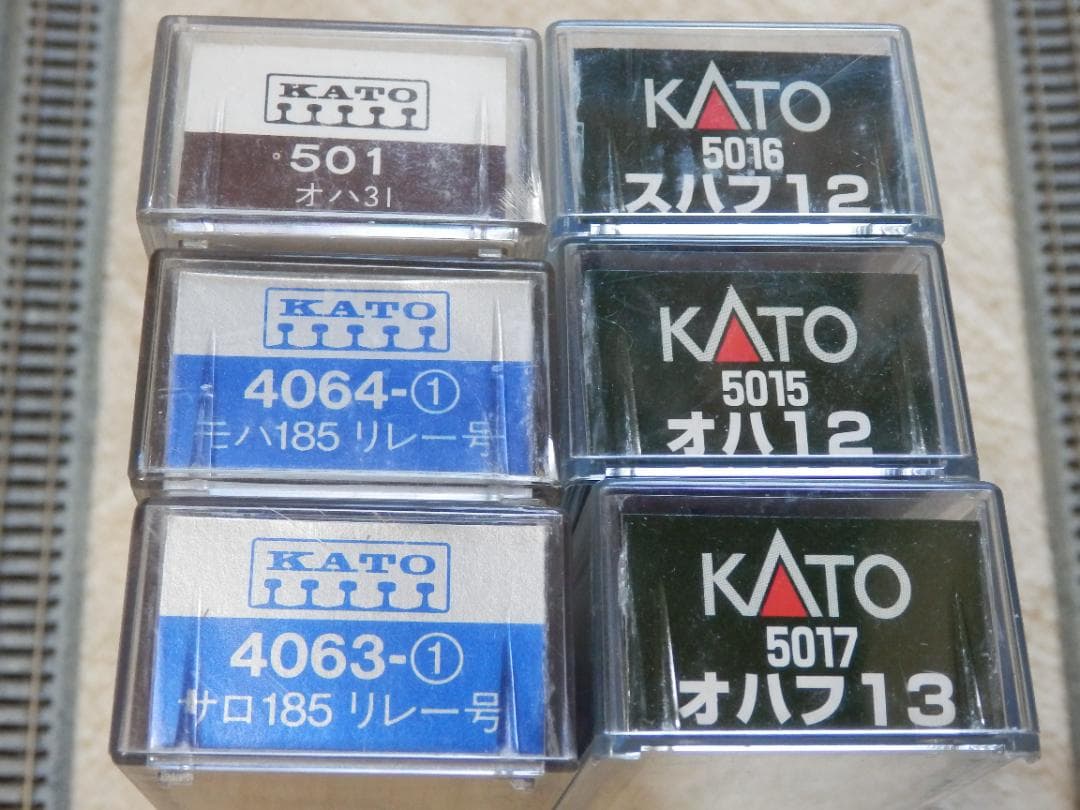 KATO
501
オハ31
KATO
5016
スハフ12
KATO
4064-①
モハ185 リレー号
KATO
5015
オハ12
KATO
4063-①
サロ185 リレー号
KATO
5017
オハフ13